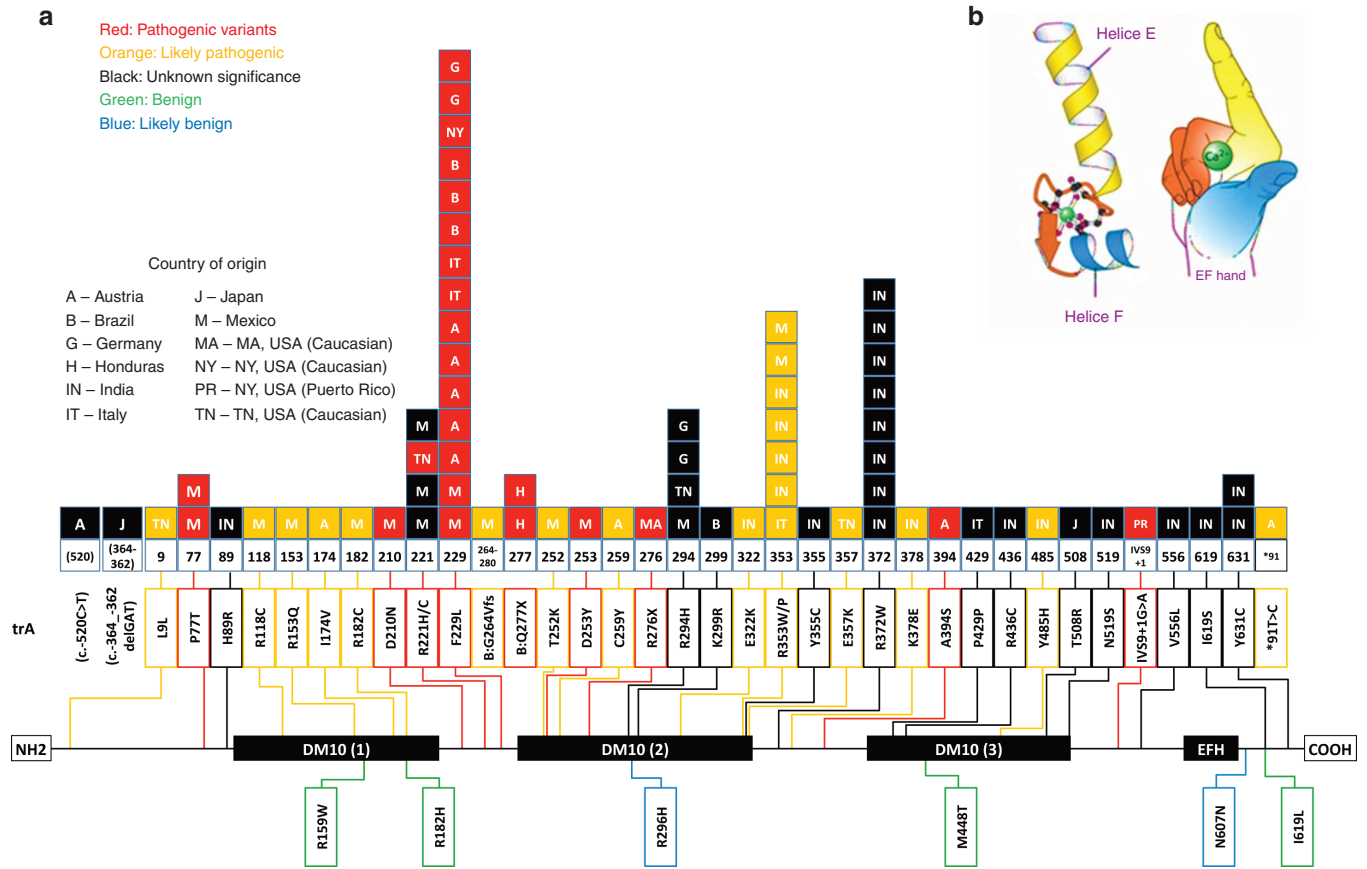 a
Red: Pathogenic variants
Orange: Likely pathogenic
Black: Unknown significance
Green: Benign
Blue: Likely benign
Country of origin
A – Austria
B – Brazil
G – Germany
H – Honduras
IN – India
IT – Italy
J – Japan
M – Mexico
MA – MA, USA (Caucasian)
NY – NY, USA (Caucasian)
PR – NY, USA (Puerto Rico)
TN – TN, USA (Caucasian)
G
G
NY
B
B
B
IT
IT IN
A M IN
A M IN
A IN IN
M A G IN IN
TN A G IN IN
M M M H TN IN IN IN
A J TN M IN M M A M M M M M H M M A MA M B IN IT IN TN IN IN A IT IN IN J IN PR IN IN IN A
(520) (364-362) 9 77 89 118 153 174 182 210 221 229 264-280 277 252 253 259 276 294 299 322 353 355 357 372 378 394 429 436 485 508 519 IVS9+1 556 619 631 *91
trA
(c.-520C>T)
(c.-364_-362
delGAT)
L9L
P77T
H89R
R118C
R153Q
I174V
R182C
D210N
R221H/C
F229L
B:G264Vfs
B:Q277X
T252K
D253Y
C259Y
R276X
R294H
K299R
E322K
R353W/P
Y355C
E357K
R372W
K378E
A394S
P429P
R436C
Y485H
T508R
N519S
IVS9+1G>A
V556L
I619S
Y631C
*91T>C
NH2
DM10 (1)
DM10 (2)
DM10 (3)
EFH
COOH
R159W
R182H
R296H
M448T
N607N
I619L
b
Helice E
Ca2+
EF hand
Helice F